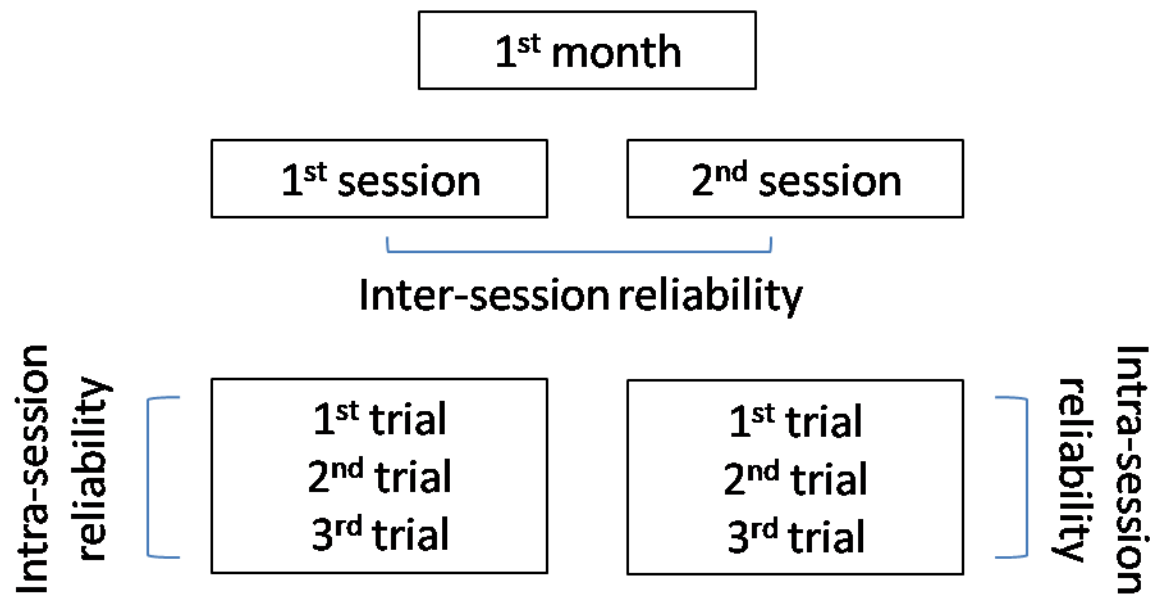 1st month
1st session
2nd session
Inter-session reliability
Intra-session
reliability
1st trial
2nd trial
3rd trial
1st trial
2nd trial
3rd trial
Intra-session
reliability